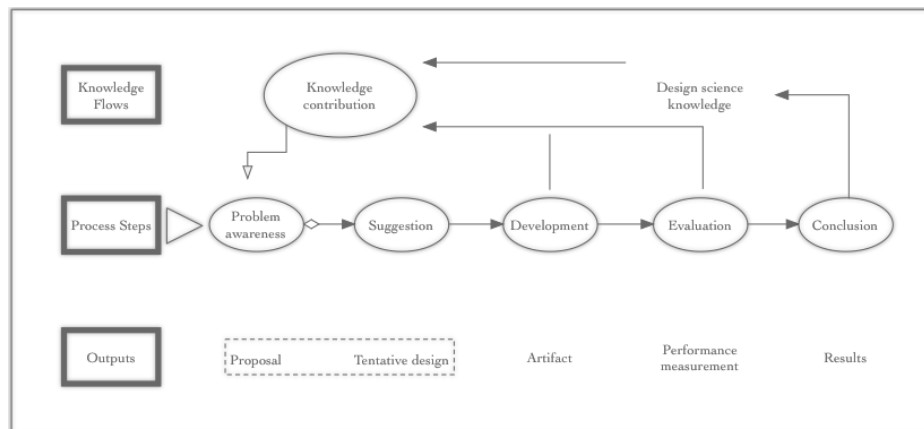 Knowledge
Flows
Knowledge
contribution
Design science
knowledge
Process Steps
Problem
awareness
Suggestion
Development
Evaluation
Conclusion
Outputs
Proposal
Tentative design
Artifact
Performance
measurement
Results